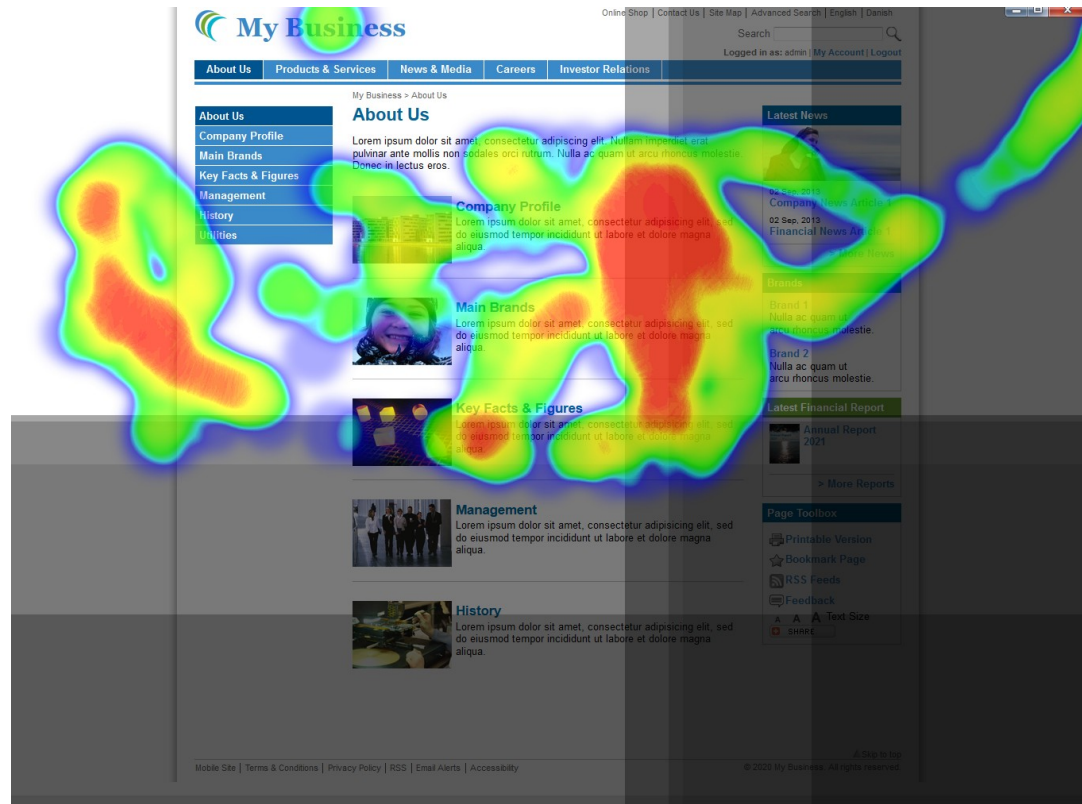 My Business
Online Shop | Contact Us | Site Map | Advanced Search | English | Danish
Search
Logged in as: admin | My Account | Logout
About Us Products & Services News & Media Careers Investor Relations
My Business > About Us
About Us
Company Profile
Main Brands
Key Facts & Figures
Management
History
Utilities
About Us
Lorem ipsum dolor sit amet, consectetur adipiscing elit. Nullam imperdiet erat
pulvinar ante mollis non sodales orci rutrum. Nulla ac quam ut arcu rhoncus molestie.
Donec in lectus eros.
Company Profile
Lorem ipsum dolor sit amet, consectetur adipisicing elit, sed
do eiusmod tempor incididunt ut labore et dolore magna
aliqua.
Main Brands
Lorem ipsum dolor sit amet, consectetur adipisicing elit, sed
do eiusmod tempor incididunt ut labore et dolore magna
aliqua.
Key Facts & Figures
Lorem ipsum dolor sit amet, consectetur adipisicing elit, sed
do eiusmod tempor incididunt ut labore et dolore magna
aliqua.
Management
Lorem ipsum dolor sit amet, consectetur adipisicing elit, sed
do eiusmod tempor incididunt ut labore et dolore magna
aliqua.
History
Lorem ipsum dolor sit amet, consectetur adipisicing elit, sed
do eiusmod tempor incididunt ut labore et dolore magna
aliqua.
Latest News
02 Sep, 2013
Company News Article 1
02 Sep, 2013
Financial News Article 1
> More News
Brands
Brand 1
Nulla ac quam ut
arcu rhoncus molestie.
Brand 2
Nulla ac quam ut
arcu rhoncus molestie.
Latest Financial Report
Annual Report
2021
> More Reports
Page Toolbox
Printable Version
Bookmark Page
RSS Feeds
Feedback
A A A Text Size
SHARE
Skip to top
Mobile Site | Terms & Conditions | Privacy Policy | RSS | Email Alerts | Accessibility
© 2020 My Business. All rights reserved.